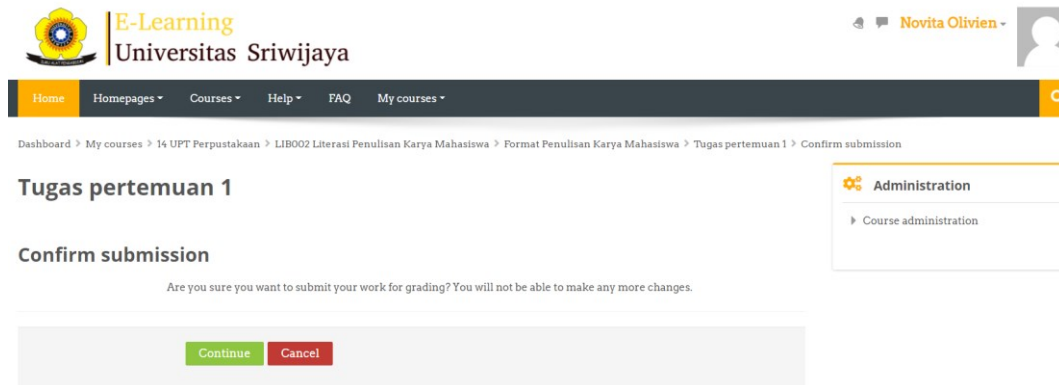 E-Learning
Universitas Sriwijaya
Novita Olivien
Home Homepages Courses Help FAQ My courses
Dashboard > My courses > 14 UPT Perpustakaan > LIB002 Literasi Penulisan Karya Mahasiswa > Format Penulisan Karya Mahasiswa > Tugas pertemuan 1 > Confirm submission
Tugas pertemuan 1
Confirm submission
Are you sure you want to submit your work for grading? You will not be able to make any more changes.
Continue Cancel
Administration
Course administration